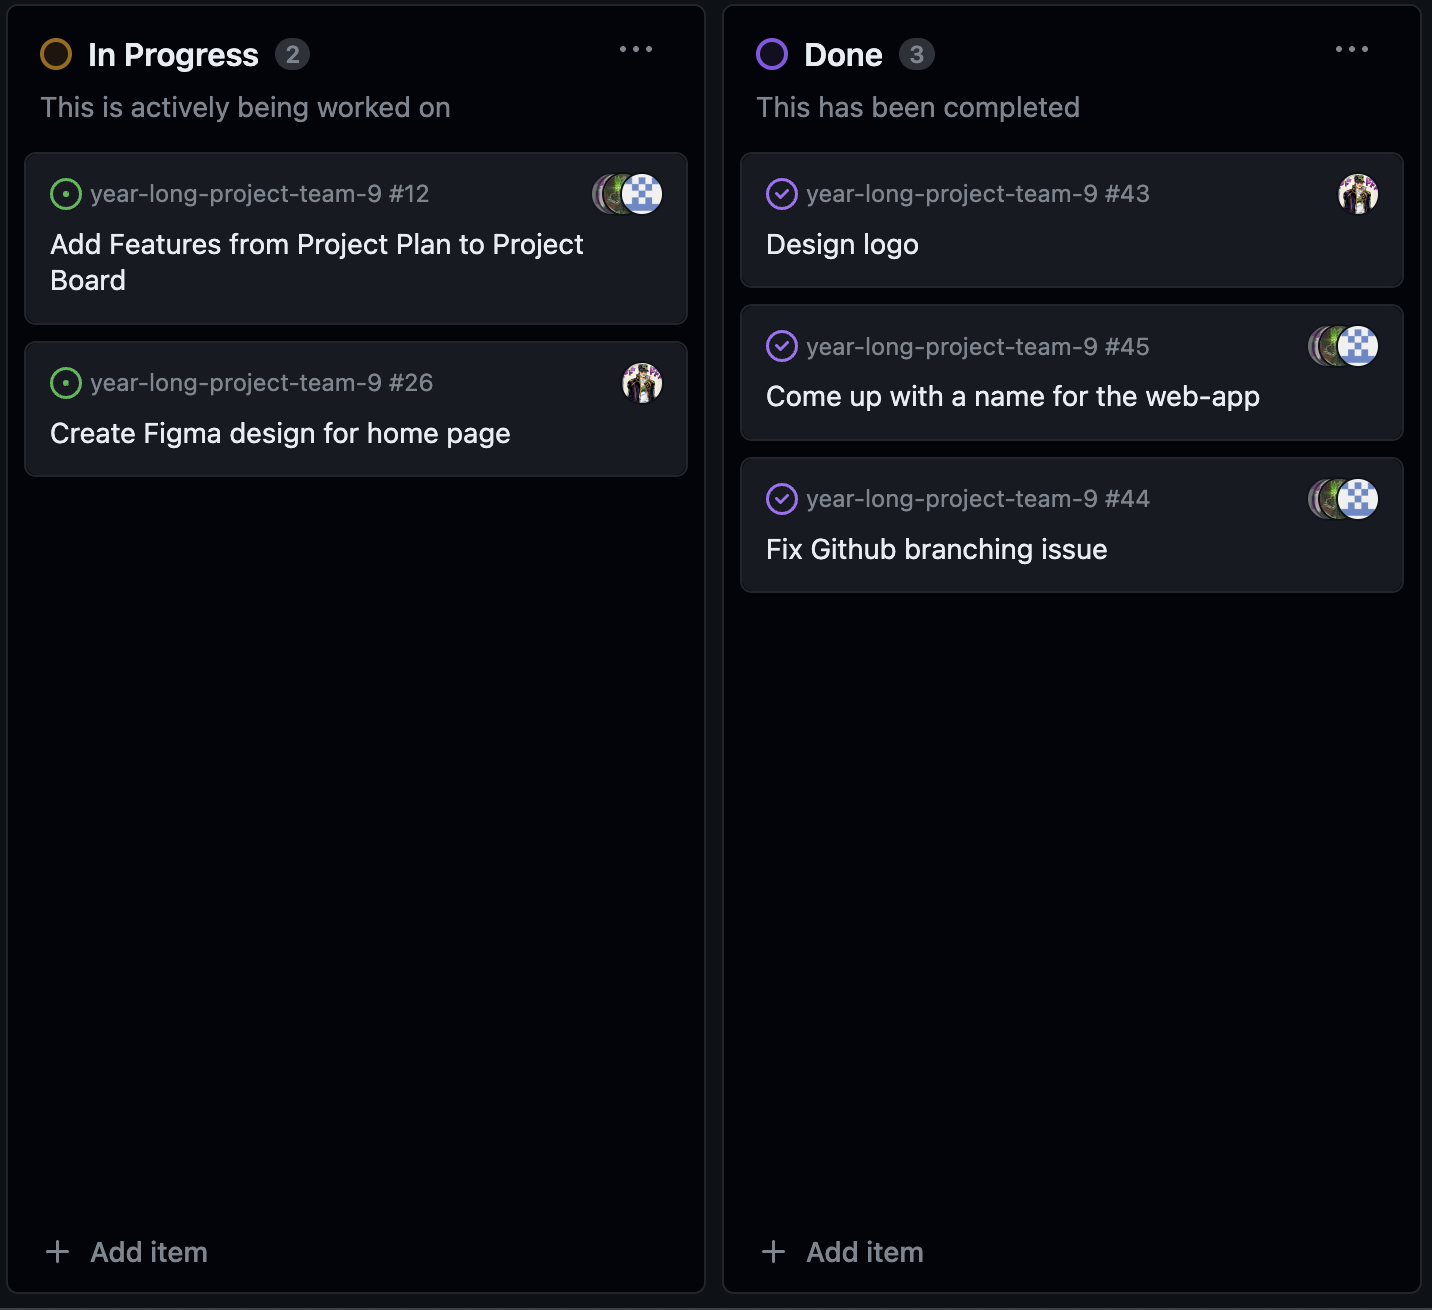 In Progress 2
This is actively being worked on
year-long-project-team-9 #12
Add Features from Project Plan to Project
Board
year-long-project-team-9 #26
Create Figma design for home page
+ Add item
Done 3
This has been completed
year-long-project-team-9 #43
Design logo
year-long-project-team-9 #45
Come up with a name for the web-app
year-long-project-team-9 #44
Fix Github branching issue
+ Add item